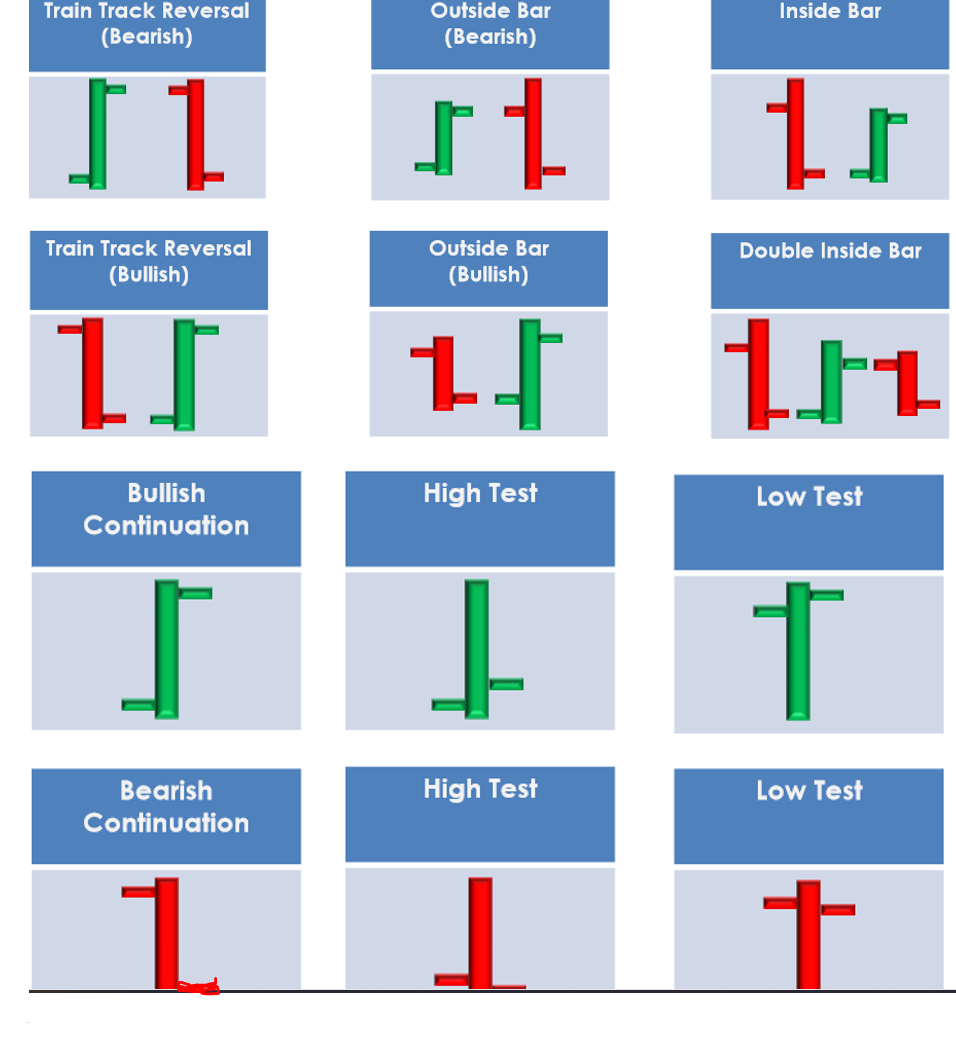 Train Track Reversal
(Bearish)
Outside Bar
(Bearish)
Inside Bar
Train Track Reversal
(Bullish)
Outside Bar
(Bullish)
Double Inside Bar
Bullish
Continuation
High Test
Low Test
Bearish
Continuation
High Test
Low Test